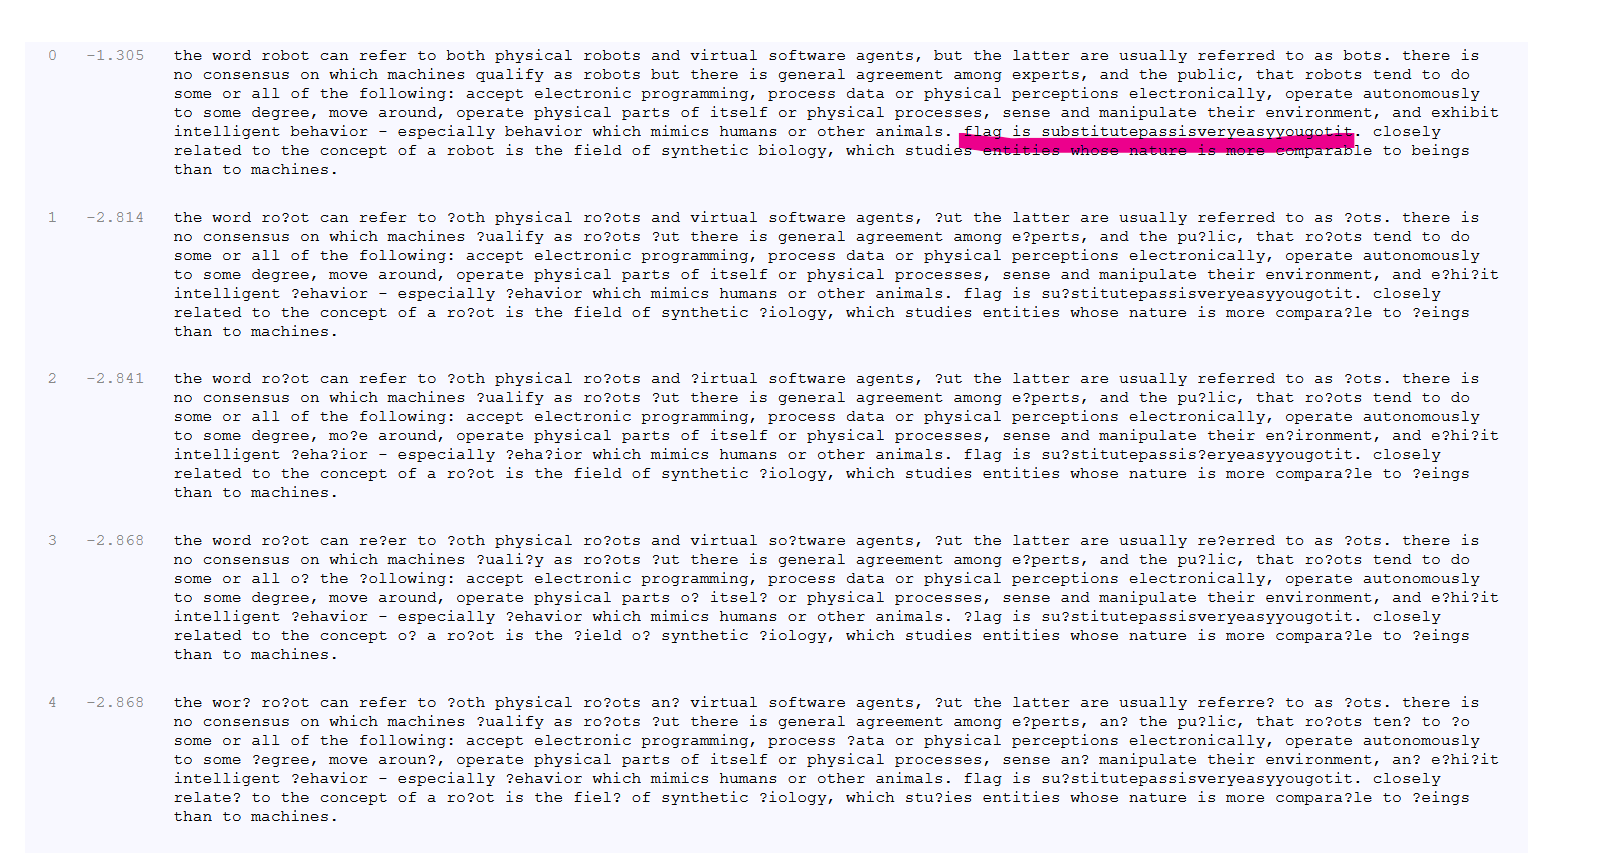 0 -1.305 the word robot can refer to both physical robots and virtual software agents, but the latter are usually referred to as bots. there is
no consensus on which machines qualify as robots but there is general agreement among experts, and the public, that robots tend to do
some or all of the following: accept electronic programming, process data or physical perceptions electronically, operate autonomously
to some degree, move around, operate physical parts of itself or physical processes, sense and manipulate their environment, and exhibit
intelligent behavior - especially behavior which mimics humans or other animals. flag is substitutepassisveryeasyyougotit. closely
related to the concept of a robot is the field of synthetic biology, which studies entities whose nature is more comparable to beings
than to machines.
1 -2.814 the word ro?ot can refer to ?oth physical ro?ots and virtual software agents, ?ut the latter are usually referred to as ?ots. there is
no consensus on which machines ?ualify as ro?ots ?ut there is general agreement among e?perts, and the pu?lic, that ro?ots tend to do
some or all of the following: accept electronic programming, process data or physical perceptions electronically, operate autonomously
to some degree, move around, operate physical parts of itself or physical processes, sense and manipulate their environment, and e?hi?it
intelligent ?ehavior - especially ?ehavior which mimics humans or other animals. flag is su?stitutepassisveryeasyyougotit. closely
related to the concept of a ro?ot is the field of synthetic ?iology, which studies entities whose nature is more compara?le to ?eings
than to machines.
2 -2.841 the word ro?ot can refer to ?oth physical ro?ots and ?irtual software agents, ?ut the latter are usually referred to as ?ots. there is
no consensus on which machines ?ualify as ro?ots ?ut there is general agreement among e?perts, and the pu?lic, that ro?ots tend to do
some or all of the following: accept electronic programming, process data or physical perceptions electronically, operate autonomously
to some degree, mo?e around, operate physical parts of itself or physical processes, sense and manipulate their en?ironment, and e?hi?it
intelligent ?eha?ior - especially ?eha?ior which mimics humans or other animals. flag is su?stitutepassis?eryeasyyougotit. closely
related to the concept of a ro?ot is the field of synthetic ?iology, which studies entities whose nature is more compara?le to ?eings
than to machines.
3 -2.868 the word ro?ot can re?er to ?oth physical ro?ots and virtual so?tware agents, ?ut the latter are usually re?erred to as ?ots. there is
no consensus on which machines ?uali?y as ro?ots ?ut there is general agreement among e?perts, and the pu?lic, that ro?ots tend to do
some or all o? the ?ollowing: accept electronic programming, process data or physical perceptions electronically, operate autonomously
to some degree, move around, operate physical parts o? itsel? or physical processes, sense and manipulate their environment, and e?hi?it
intelligent ?ehavior - especially ?ehavior which mimics humans or other animals. ?lag is su?stitutepassisveryeasyyougotit. closely
related to the concept o? a ro?ot is the ?ield o? synthetic ?iology, which studies entities whose nature is more compara?le to ?eings
than to machines.
4 -2.868 the wor? ro?ot can refer to ?oth physical ro?ots an? virtual software agents, ?ut the latter are usually referre? to as ?ots. there is
no consensus on which machines ?ualify as ro?ots ?ut there is general agreement among e?perts, an? the pu?lic, that ro?ots ten? to ?o
some or all of the following: accept electronic programming, process ?ata or physical perceptions electronically, operate autonomously
to some ?egree, move aroun?, operate physical parts of itself or physical processes, sense an? manipulate their environment, an? e?hi?it
intelligent ?ehavior - especially ?ehavior which mimics humans or other animals. flag is su?stitutepassisveryeasyyougotit. closely
relate? to the concept of a ro?ot is the fiel? of synthetic ?iology, which stu?ies entities whose nature is more compara?le to ?eings
than to machines.